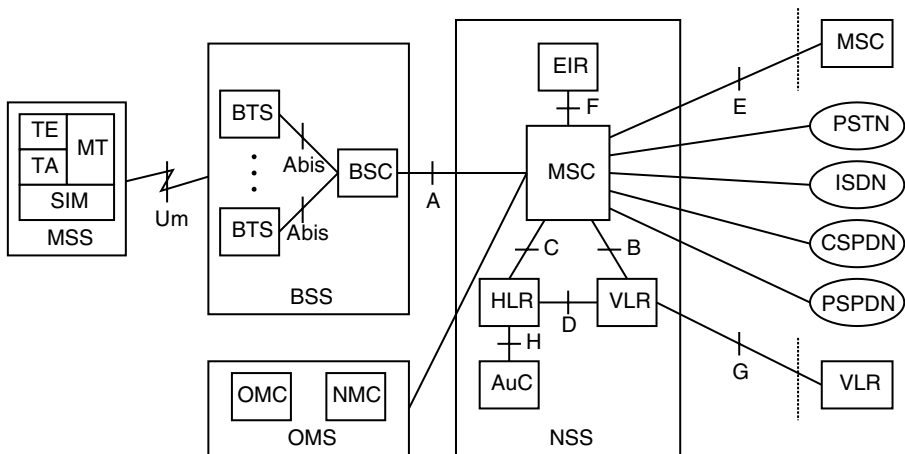 TE
MT
TA
SIM
MSS
Um
BTS
Abis
BSC
Abis
BTS
BSS
A
OMC
NMC
OMS
EIR
F
MSC
C
B
HLR
D
VLR
H
AuC
NSS
E
MSC
PSTN
ISDN
CSPDN
PSPDN
G
VLR